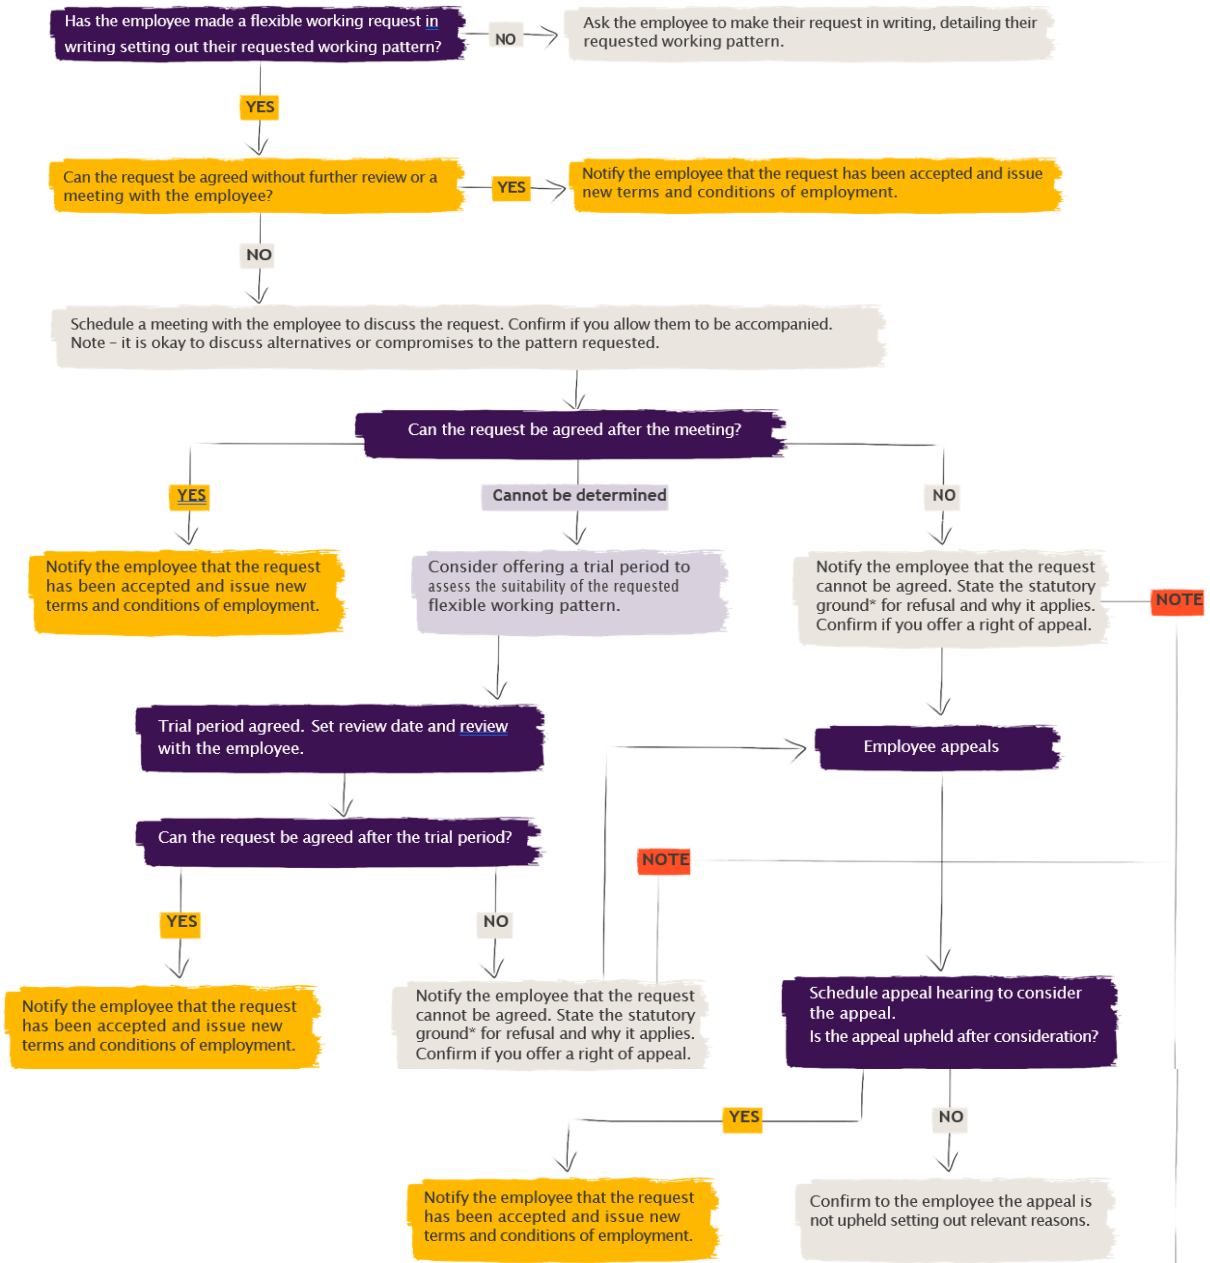 Has the employee made a flexible working request in
writing setting out their requested working pattern?
NO
Ask the employee to make their request in writing, detailing their
requested working pattern.
YES
Can the request be agreed without further review or a
meeting with the employee?
YES
Notify the employee that the request has been accepted and issue
new terms and conditions of employment.
NO
Schedule a meeting with the employee to discuss the request. Confirm if you allow them to be accompanied.
Note – it is okay to discuss alternatives or compromises to the pattern requested.
Can the request be agreed after the meeting?
YES
Cannot be determined
NO
Notify the employee that the request
has been accepted and issue new
terms and conditions of employment.
Consider offering a trial period to
assess the suitability of the requested
flexible working pattern.
Notify the employee that the request
cannot be agreed. State the statutory
ground* for refusal and why it applies.
Confirm if you offer a right of appeal.
NOTE
Trial period agreed. Set review date and review
with the employee.
Employee appeals
Can the request be agreed after the trial period?
NOTE
YES
NO
Notify the employee that the request
has been accepted and issue new
terms and conditions of employment.
Notify the employee that the request
cannot be agreed. State the statutory
ground* for refusal and why it applies.
Confirm if you offer a right of appeal.
Schedule appeal hearing to consider
the appeal.
Is the appeal upheld after consideration?
YES
NO
Notify the employee that the request
has been accepted and issue new
terms and conditions of employment.
Confirm to the employee the appeal is
not upheld setting out relevant reasons.